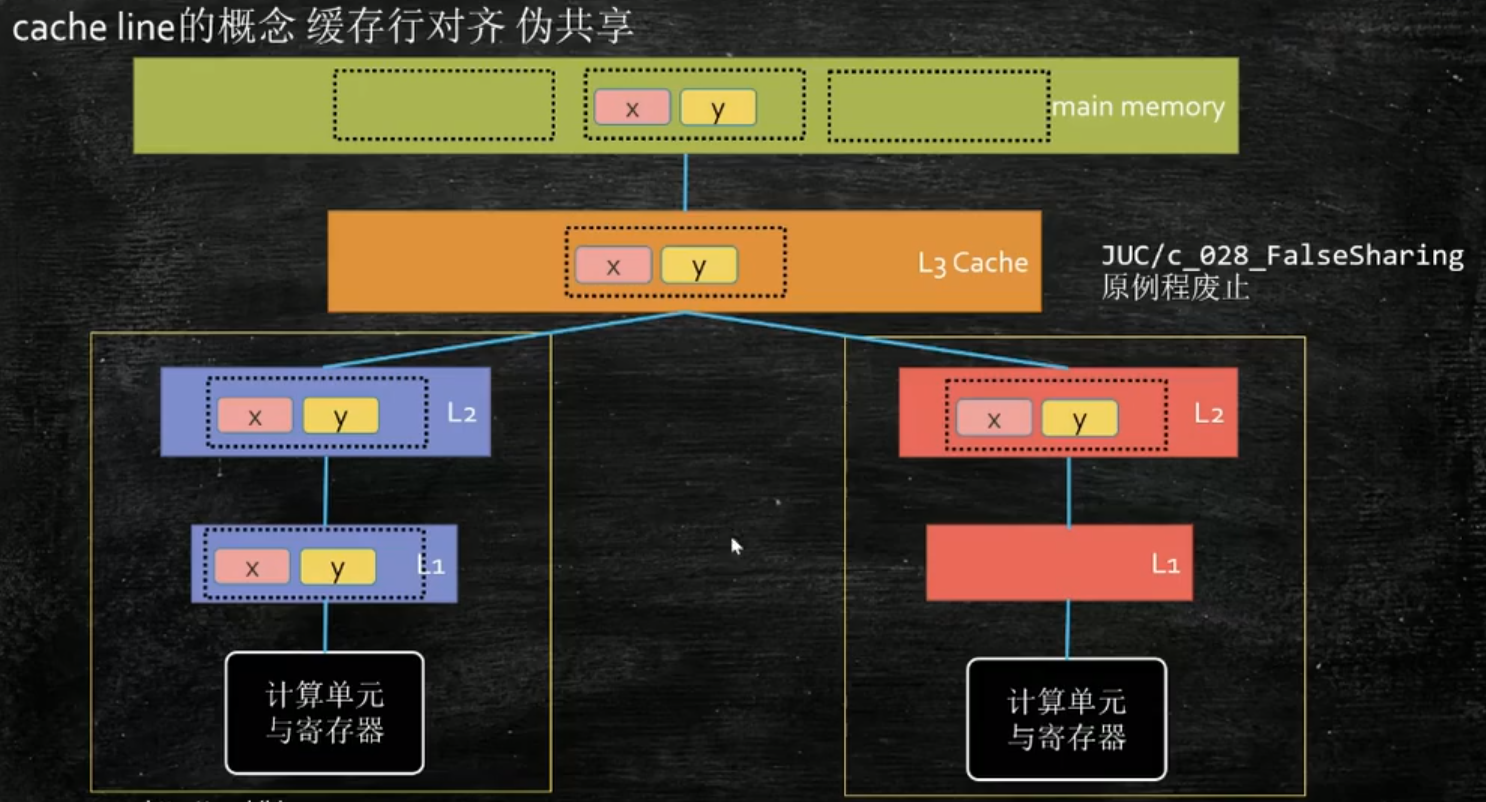 cache line的概念 缓存行对齐 伪共享
x y main memory
x y L3 Cache
JUC/c_028_FalseSharing
原例程废止
x y L2
x y L2
x y L1
L1
计算单元
与寄存器
计算单元
与寄存器